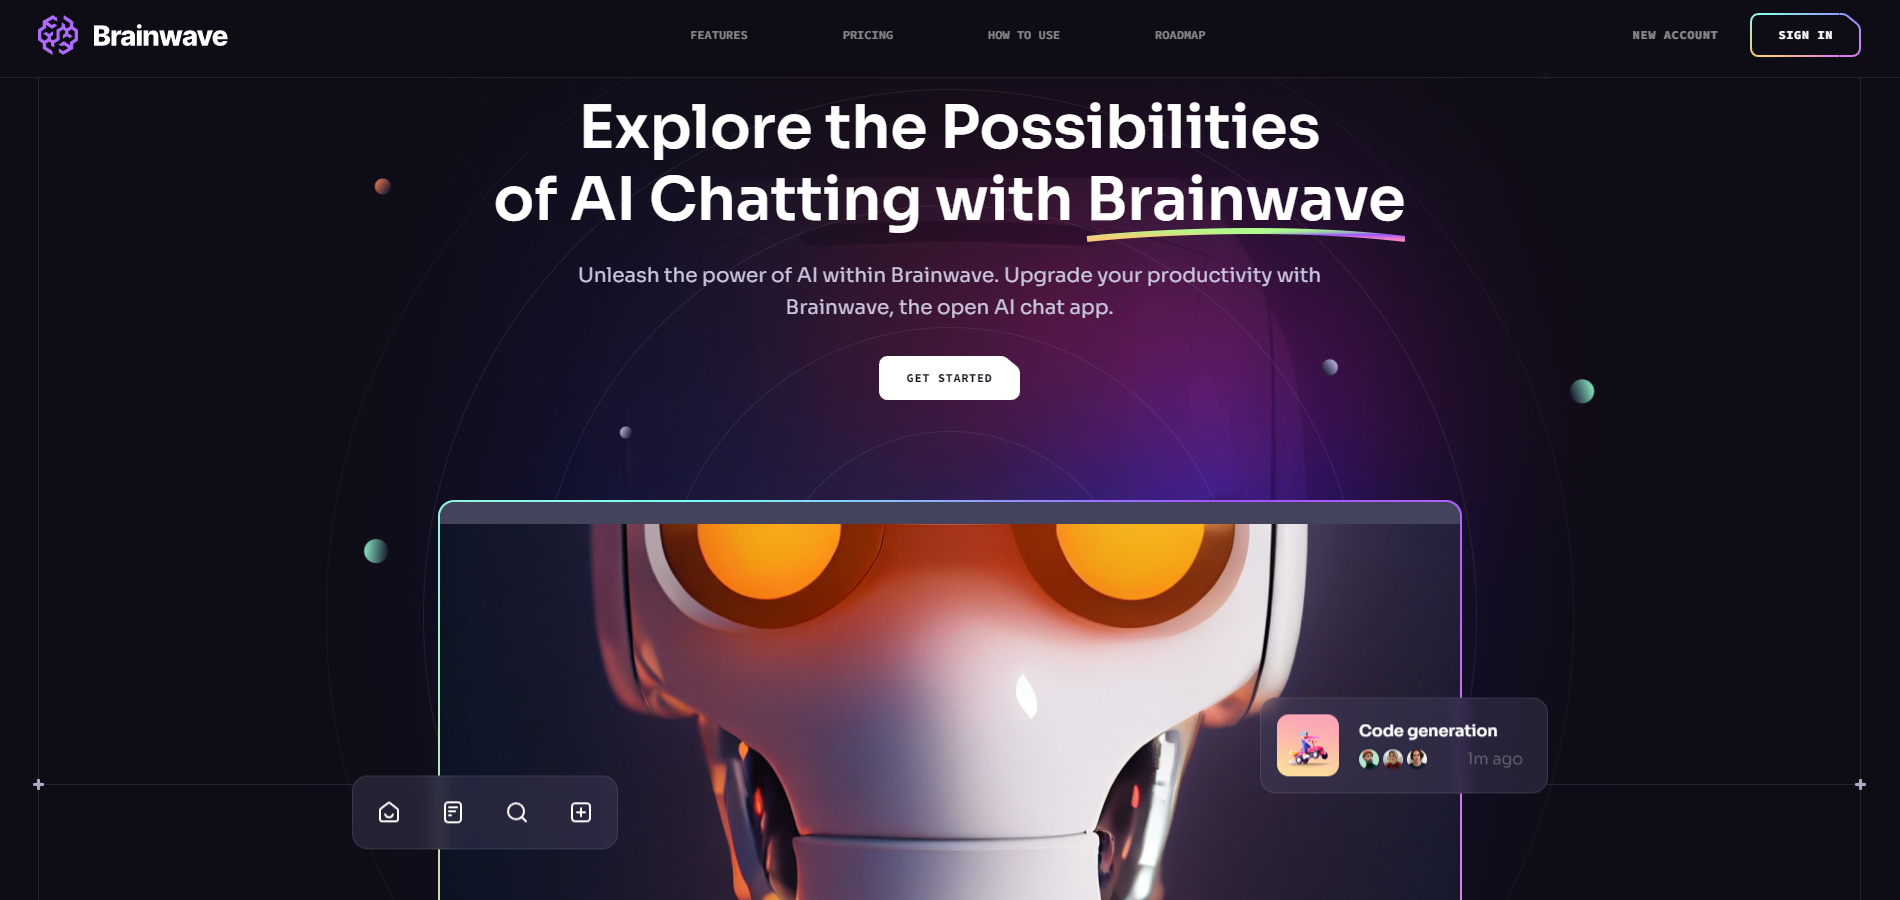 Brainwave
FEATURES
PRICING
HOW TO USE
ROADMAP
NEW ACCOUNT
SIGN IN
Explore the Possibilities
of AI Chatting with Brainwave
Unleash the power of AI within Brainwave. Upgrade your productivity with
Brainwave, the open AI chat app.
GET STARTED
Code generation
1m ago